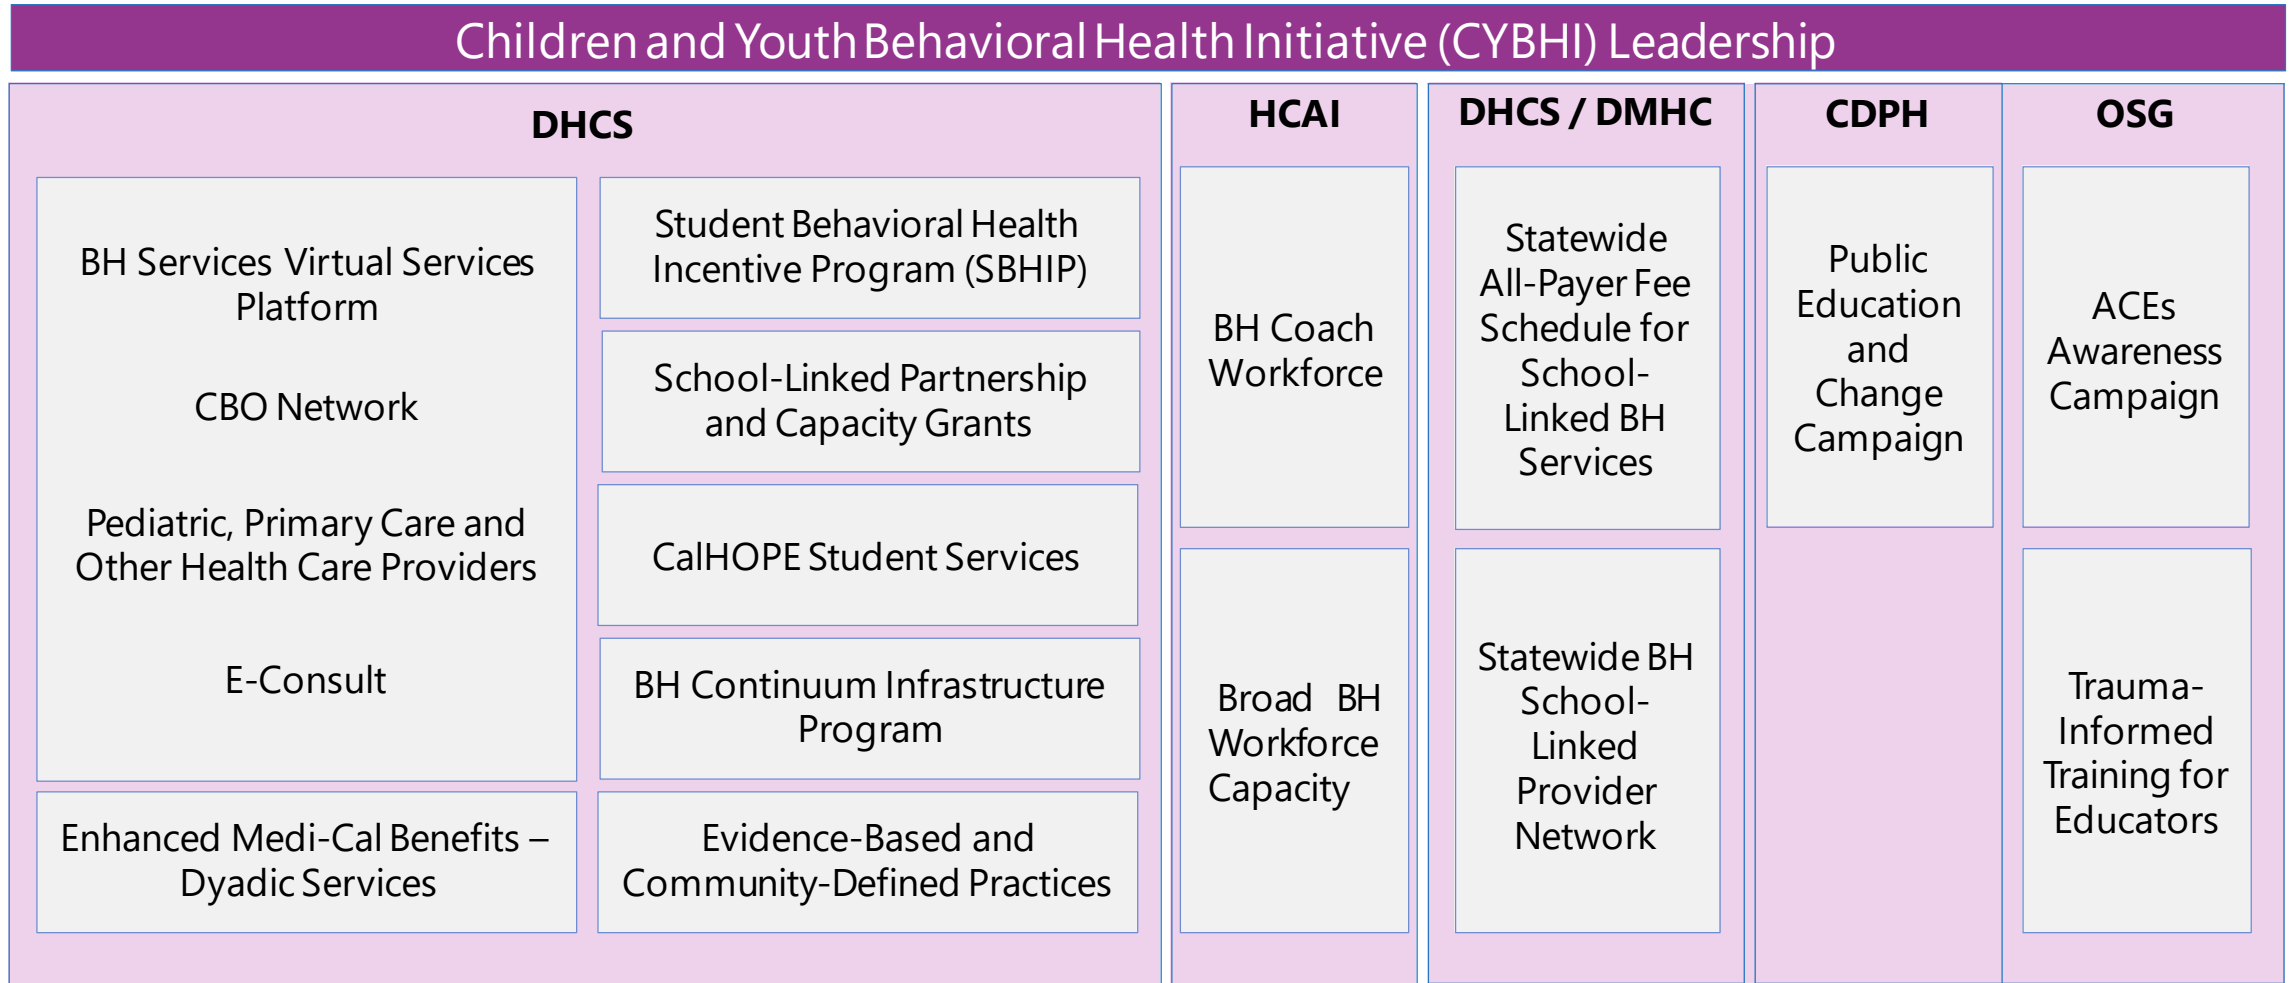 Children and Youth Behavioral Health Initiative (CYBHI) Leadership
DHCS
BH Services Virtual Services
Platform
CBO Network
Pediatric, Primary Care and
Other Health Care Providers
E-Consult
Enhanced Medi-Cal Benefits –
Dyadic Services
Student Behavioral Health
Incentive Program (SBHIP)
School-Linked Partnership
and Capacity Grants
CalHOPE Student Services
BH Continuum Infrastructure
Program
Evidence-Based and
Community-Defined Practices
HCAI
BH Coach
Workforce
Broad BH
Workforce
Capacity
DHCS / DMHC
Statewide
All-Payer Fee
Schedule for
School-
Linked BH
Services
Statewide BH
School-
Linked
Provider
Network
CDPH
Public
Education
and
Change
Campaign
OSG
ACEs
Awareness
Campaign
Trauma-
Informed
Training for
Educators